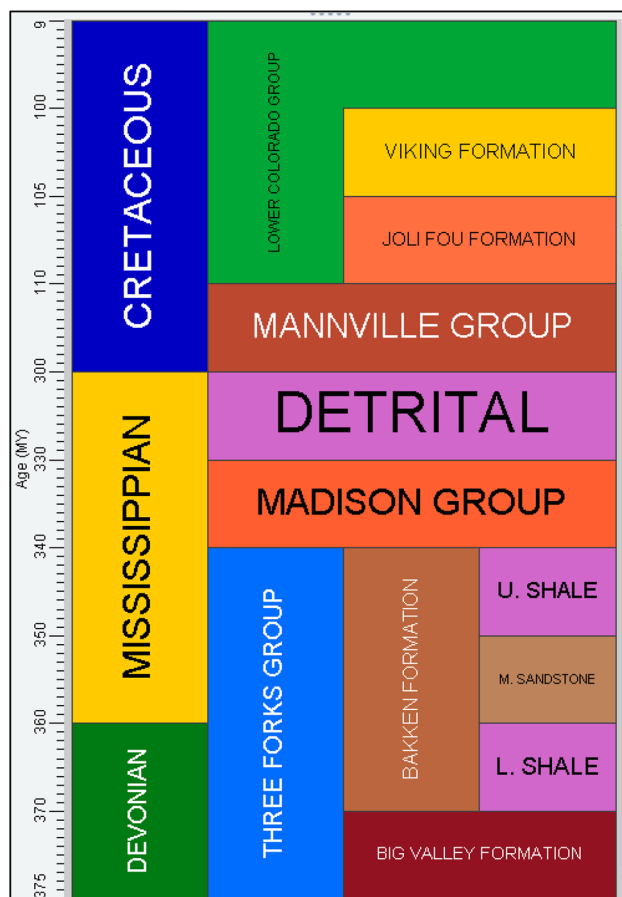 Age (MY)
9
100
105
110
300
330
340
350
360
370
375
CRETACEOUS
MISSISSIPPIAN
DEVONIAN
LOWER COLORADO GROUP
VIKING FORMATION
JOLI FOU FORMATION
MANNVILLE GROUP
DETRITAL
MADISON GROUP
THREE FORKS GROUP
BAKKEN FORMATION
U. SHALE
M. SANDSTONE
L. SHALE
BIG VALLEY FORMATION